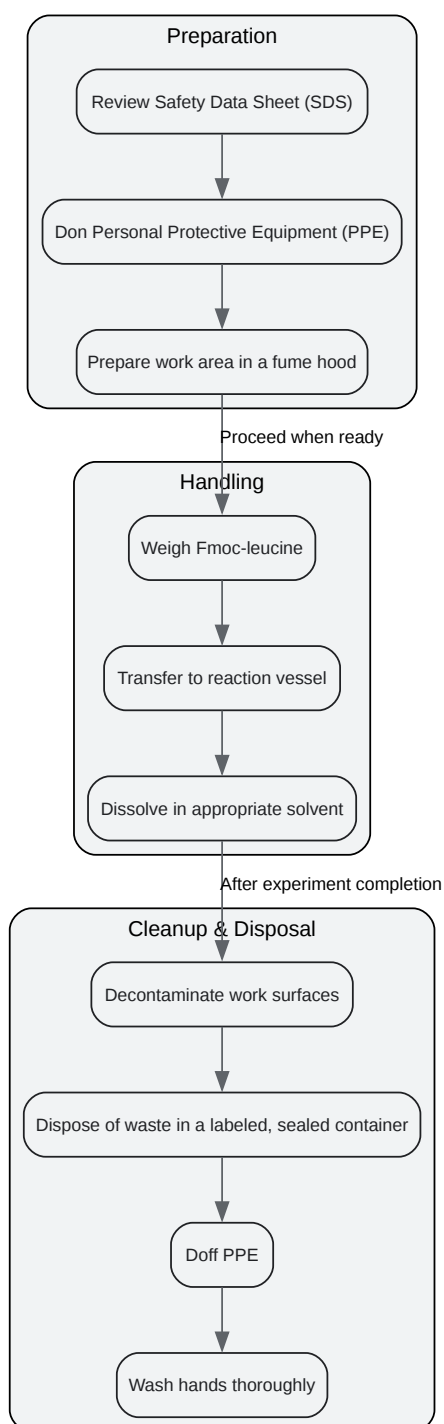 Preparation
Review Safety Data Sheet (SDS)
Don Personal Protective Equipment (PPE)
Prepare work area in a fume hood
Proceed when ready
Handling
Weigh Fmoc-leucine
Transfer to reaction vessel
Dissolve in appropriate solvent
After experiment completion
Cleanup & Disposal
Decontaminate work surfaces
Dispose of waste in a labeled, sealed container
Doff PPE
Wash hands thoroughly